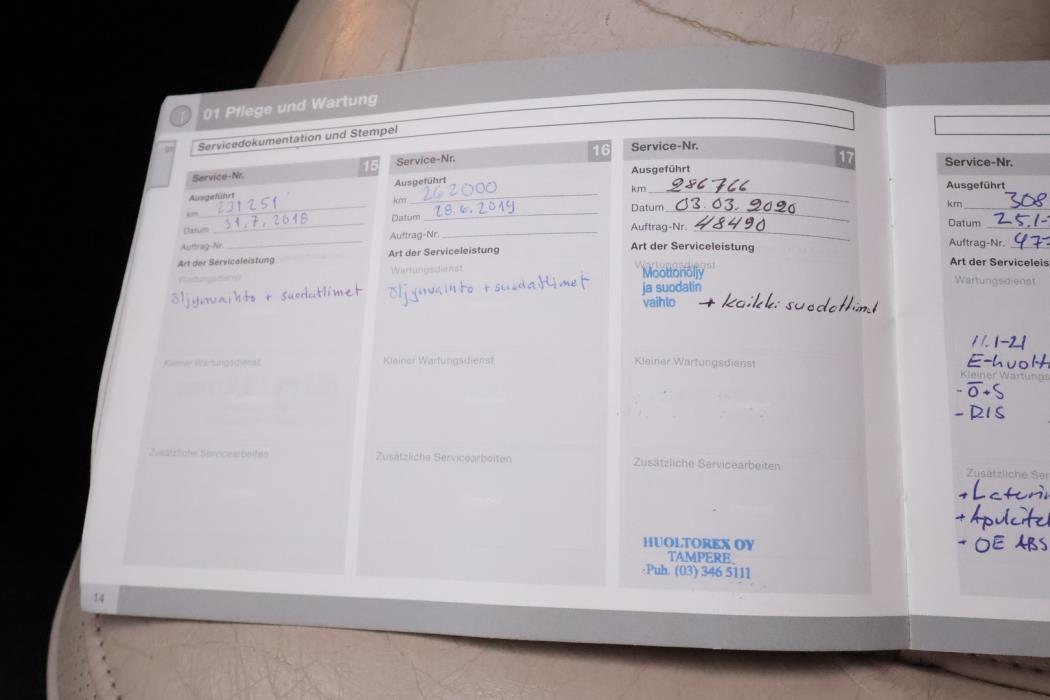 01 Pflege und Wartung
Servicedokumentation und Stempel
Service-Nr. 15
Ausgeführt
km 231251
Datum 31.7.2018
Auftrag-Nr.
Art der Serviceleistung
Wartungsdienst
öljynvaihto + suodattimet
Kleiner Wartungsdienst
Zusätzliche Servicearbeiten
Service-Nr. 16
Ausgeführt
km 262000
Datum 28.6.2019
Auftrag-Nr.
Art der Serviceleistung
Wartungsdienst
öljynvaihto + suodattimet
Kleiner Wartungsdienst
Zusätzliche Servicearbeiten
Service-Nr. 17
Ausgeführt
km 286766
Datum 03.03.2020
Auftrag-Nr. 48490
Art der Serviceleistung
Wartungsdienst
Moottoriöljy
ja suodatin
vaihto + kaikki suodattimet
Kleiner Wartungsdienst
Zusätzliche Servicearbeiten
HUOLTOREX OY
TAMPERE
Puh. (03) 346 5111
14
Service-Nr.
Ausgeführt
km 308
Datum 25.1-
Auftrag-Nr. 477
Art der Serviceleis
Wartungsdienst
11.1-21
E-huolt
Kleiner Wartungs
- Ö+S
- RIS
Zusätzliche Ser
+
+
+ OE ABS